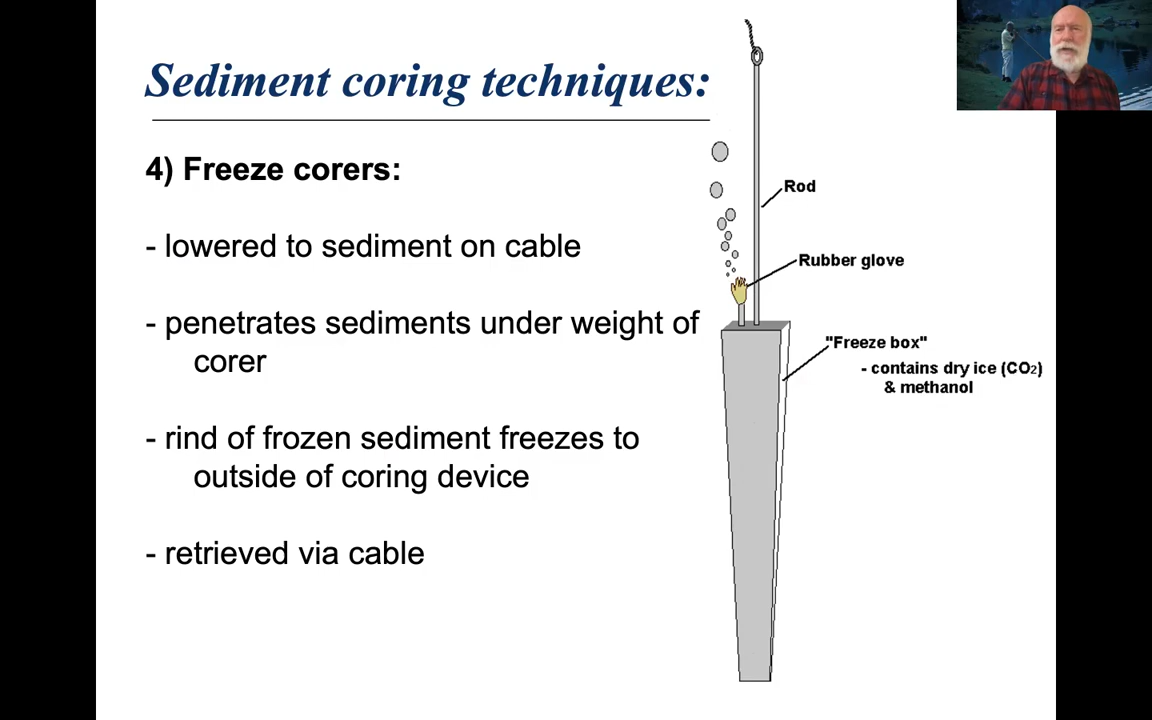 Sediment coring techniques:
4) Freeze corers:
- lowered to sediment on cable
- penetrates sediments under weight of
corer
- rind of frozen sediment freezes to
outside of coring device
- retrieved via cable
Rod
Rubber glove
"Freeze box"
- contains dry ice (CO₂)
& methanol